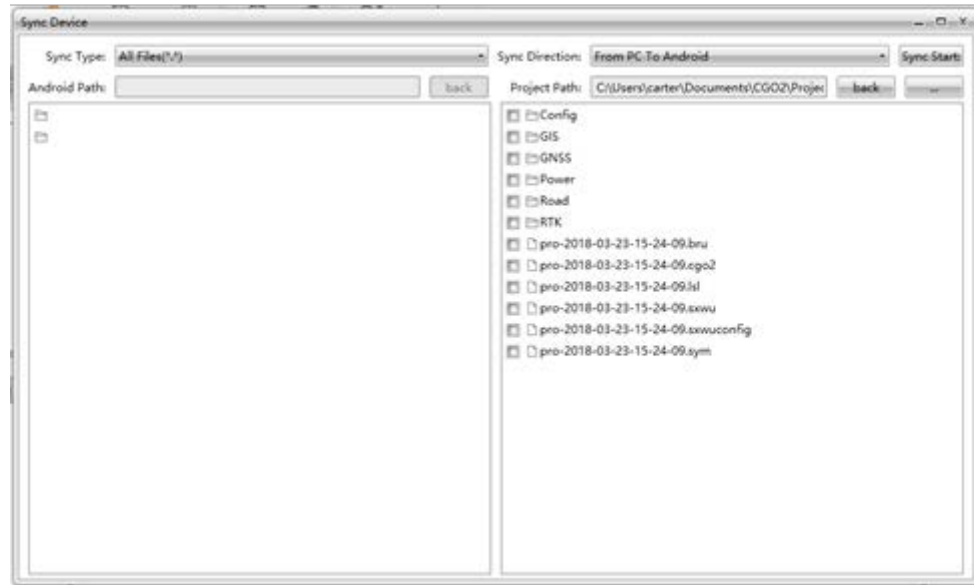 Sync Device
Sync Type: All Files(*.*) Sync Direction: From PC To Android Sync Start:
Android Path: back Project Path: C:\Users\carter\Documents\CGO2\Projec back ...
Config
GIS
GNSS
Power
Road
RTK
pro-2018-03-23-15-24-09.bru
pro-2018-03-23-15-24-09.cgo2
pro-2018-03-23-15-24-09.lsl
pro-2018-03-23-15-24-09.sxwu
pro-2018-03-23-15-24-09.sxwuconfig
pro-2018-03-23-15-24-09.sym